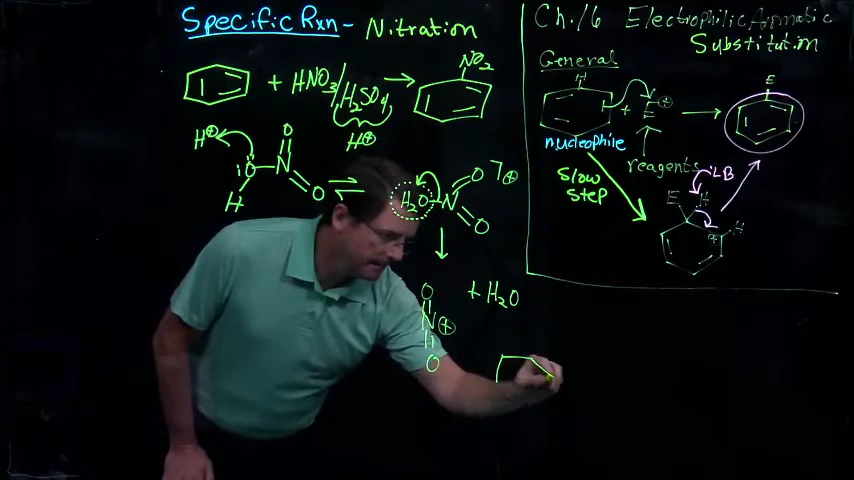 Specific Rxn - Nitration
+ HNO3/H2SO4 → NO2
H⊕
H⊕ O N O O H ⇌ H2O N O O ⊕
O N ⊕ O + H2O
Ch. 16 Electrophilic Aromatic
Substitution
General
H + E ⊕ → E
nucleophile
reagents
slow
step
:LB
E H
⊕ H